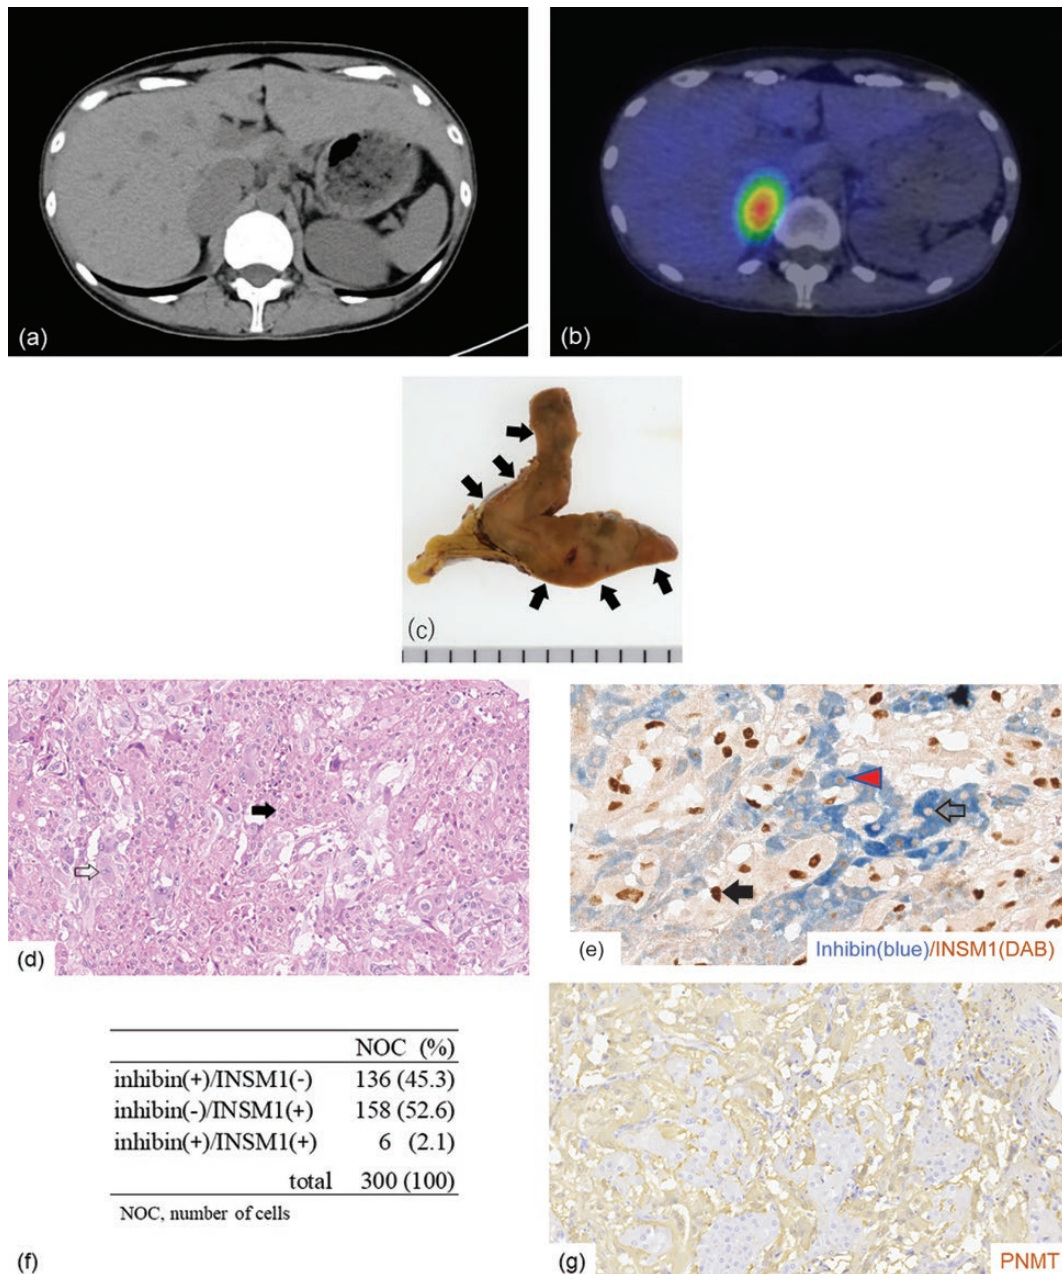 (a)
(b)
(c)
(d)
(e)
Inhibin(blue)/INSM1(DAB)
NOC (%)
inhibin(+)/INSM1(-) 136 (45.3)
inhibin(-)/INSM1(+) 158 (52.6)
inhibin(+)/INSM1(+) 6 (2.1)
total 300 (100)
NOC, number of cells
(f)
(g)
PNMT